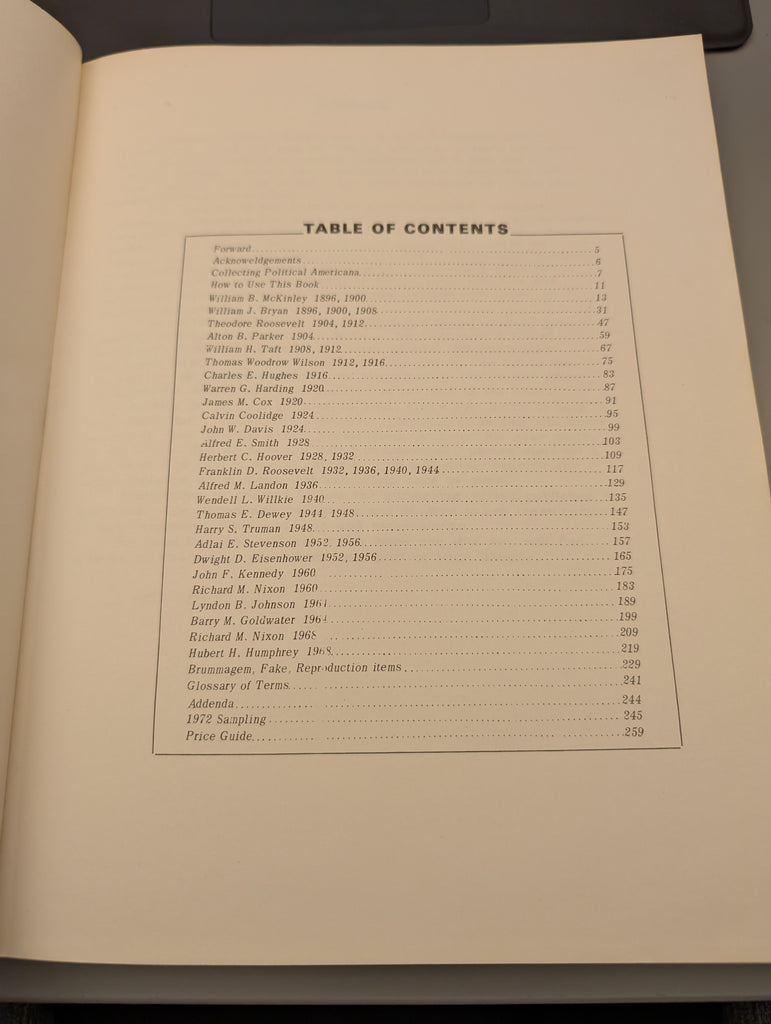 TABLE OF CONTENTS
Forward 5
Acknoweldgements 6
Collecting Political Americana 7
How to Use This Book 11
William B. McKinley 1896, 1900 13
William J. Bryan 1896, 1900, 1908 31
Theodore Roosevelt 1904, 1912 47
Alton B. Parker 1904 59
William H. Taft 1908, 1912 67
Thomas Woodrow Wilson 1912, 1916 75
Charles E. Hughes 1916 83
Warren G. Harding 1920 87
James M. Cox 1920 91
Calvin Coolidge 1924 95
John W. Davis 1924 99
Alfred E. Smith 1928 103
Herbert C. Hoover 1928, 1932 109
Franklin D. Roosevelt 1932, 1936, 1940, 1944 117
Alfred M. Landon 1936 129
Wendell L. Willkie 1940 135
Thomas E. Dewey 1944, 1948 147
Harry S. Truman 1948 153
Adlai E. Stevenson 1952, 1956 157
Dwight D. Eisenhower 1952, 1956 165
John F. Kennedy 1960 175
Richard M. Nixon 1960 183
Lyndon B. Johnson 1964 189
Barry M. Goldwater 1964 199
Richard M. Nixon 1968 209
Hubert H. Humphrey 1968 219
Brummagem, Fake, Reproduction items 229
Glossary of Terms 241
Addenda 244
1972 Sampling 245
Price Guide 259